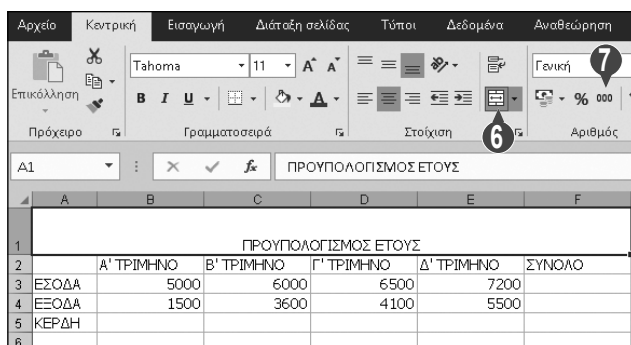 Αρχείο Κεντρική Εισαγωγή Διάταξη σελίδας Τύποι Δεδομένα Αναθεώρηση
Tahoma 11 A A Γενική 7
Επικόλληση B I U A % 000
Πρόχειρο Γραμματοσειρά Στοίχιση 6 Αριθμός
A1 fx ΠΡΟΥΠΟΛΟΓΙΣΜΟΣ ΕΤΟΥΣ
A B C D E F
1 ΠΡΟΥΠΟΛΟΓΙΣΜΟΣ ΕΤΟΥΣ
2 Α' ΤΡΙΜΗΝΟ Β' ΤΡΙΜΗΝΟ Γ' ΤΡΙΜΗΝΟ Δ' ΤΡΙΜΗΝΟ ΣΥΝΟΛΟ
3 ΕΣΟΔΑ 5000 6000 6500 7200
4 ΕΞΟΔΑ 1500 3600 4100 5500
5 ΚΕΡΔΗ
6